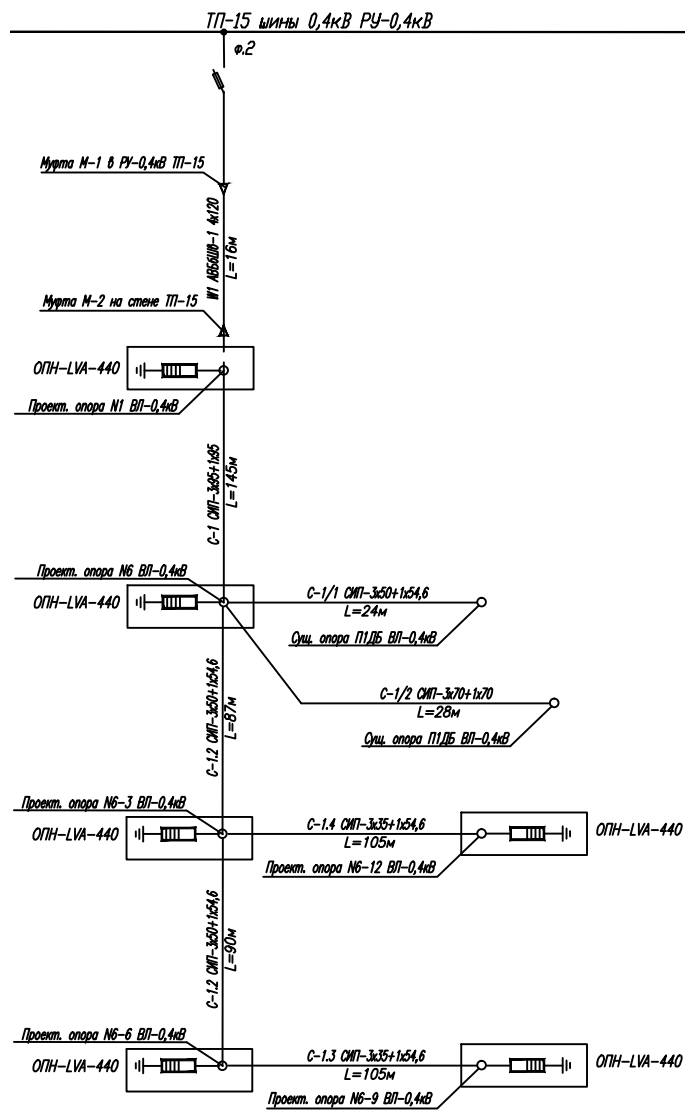 ТП-15 шины 0,4кВ РУ-0,4кВ
ф.2
Муфта М-1 в РУ-0,4кВ ТП-15
W1 АВБбШв-1 4х120
L=16м
Муфта М-2 на стене ТП-15
ОПН-LVA-440
Проект. опора N1 ВЛ-0,4кВ
С-1 СИП-3х95+1х95
L=145м
Проект. опора N6 ВЛ-0,4кВ
ОПН-LVA-440
С-1/1 СИП-3х50+1х54,6
L=24м
Сущ. опора П1ДБ ВЛ-0,4кВ
С-1/2 СИП-3х70+1х70
L=28м
Сущ. опора П1ДБ ВЛ-0,4кВ
С-1.2 СИП-3х50+1х54,6
L=87м
Проект. опора N6-3 ВЛ-0,4кВ
ОПН-LVA-440
С-1.4 СИП-3х35+1х54,6
L=105м
ОПН-LVA-440
Проект. опора N6-12 ВЛ-0,4кВ
С-1.2 СИП-3х50+1х54,6
L=90м
Проект. опора N6-6 ВЛ-0,4кВ
ОПН-LVA-440
С-1.3 СИП-3х35+1х54,6
L=105м
ОПН-LVA-440
Проект. опора N6-9 ВЛ-0,4кВ